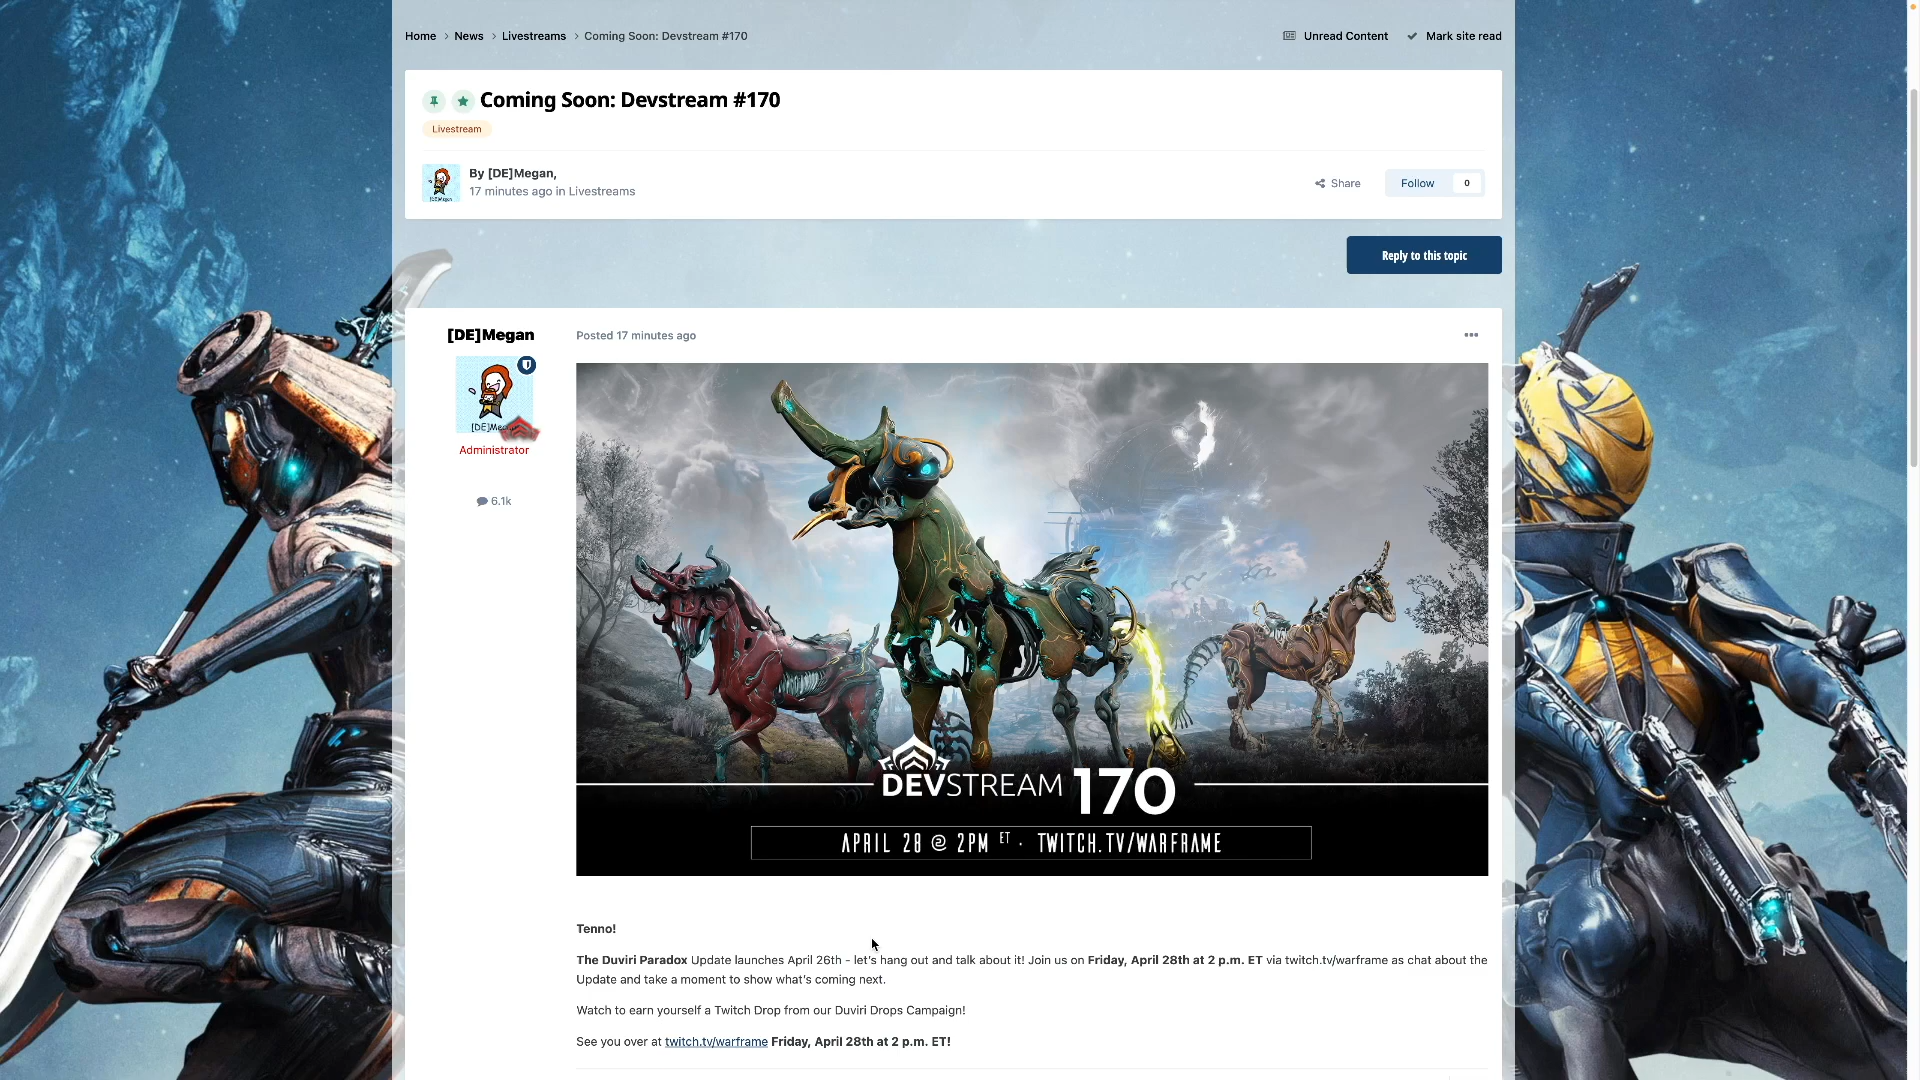 Home > News > Livestreams > Coming Soon: Devstream #170
Unread Content Mark site read
Coming Soon: Devstream #170
Livestream
By [DE]Megan,
17 minutes ago in Livestreams
Share Follow 0
Reply to this topic
[DE]Megan
Posted 17 minutes ago
Administrator
6.1k
DEVSTREAM 170
APRIL 28 @ 2PM ET · TWITCH.TV/WARFRAME
Tenno!
The Duviri Paradox Update launches April 26th - let's hang out and talk about it! Join us on Friday, April 28th at 2 p.m. ET via twitch.tv/warframe as chat about the
Update and take a moment to show what's coming next.
Watch to earn yourself a Twitch Drop from our Duviri Drops Campaign!
See you over at twitch.tv/warframe Friday, April 28th at 2 p.m. ET!